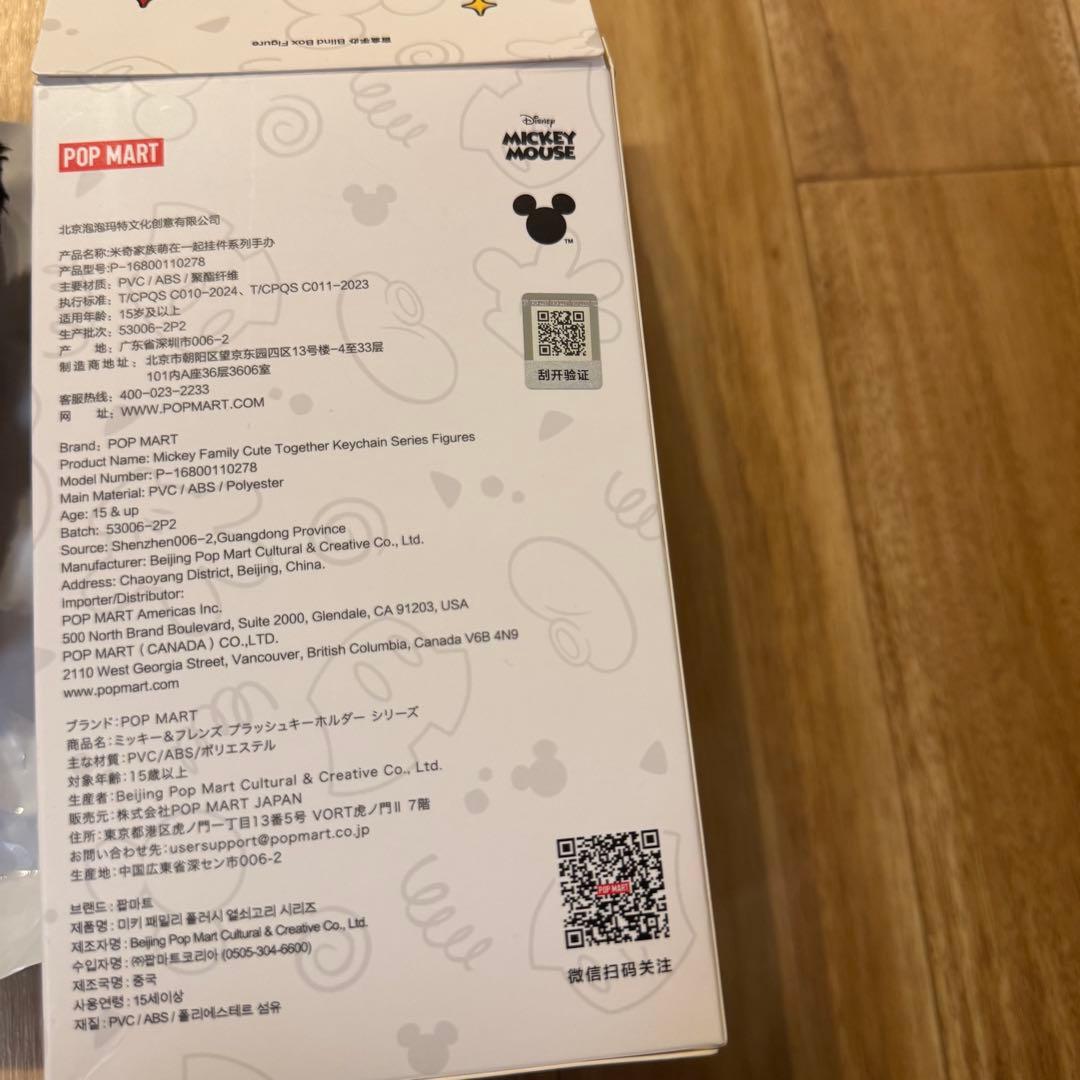 盲盒手办 Blind Box Figure
POP MART
Disney
MICKEY
MOUSE
TM
北京泡泡玛特文化创意有限公司
产品名称:米奇家族萌在一起挂件系列手办
产品型号:P-16800110278
主要材质: PVC / ABS / 聚酯纤维
执行标准: T/CPQS C010-2024、T/CPQS C011-2023
适用年龄: 15岁及以上
生产批次: 53006-2P2
产 地: 广东省深圳市006-2
制造商地址: 北京市朝阳区望京东园四区13号楼-4至33层
101内A座36层3606室
客服热线: 400-023-2233
网 址: WWW.POPMART.COM
刮开验证
Brand: POP MART
Product Name: Mickey Family Cute Together Keychain Series Figures
Model Number: P-16800110278
Main Material: PVC / ABS / Polyester
Age: 15 & up
Batch: 53006-2P2
Source: Shenzhen006-2,Guangdong Province
Manufacturer: Beijing Pop Mart Cultural & Creative Co., Ltd.
Address: Chaoyang District, Beijing, China.
Importer/Distributor:
POP MART Americas Inc.
500 North Brand Boulevard, Suite 2000, Glendale, CA 91203, USA
POP MART (CANADA) CO.,LTD.
2110 West Georgia Street, Vancouver, British Columbia, Canada V6B 4N9
www.popmart.com
ブランド:POP MART
商品名:ミッキー&フレンズ プラッシュキーホルダー シリーズ
主な材質:PVC/ABS/ポリエステル
対象年齢:15歳以上
生産者:Beijing Pop Mart Cultural & Creative Co., Ltd.
販売元:株式会社POP MART JAPAN
住所:東京都港区虎ノ門一丁目13番5号 VORT虎ノ門Ⅱ 7階
お問い合わせ先:usersupport@popmart.co.jp
生産地:中国広東省深セン市006-2
브랜드 : 팝마트
제품명 : 미키 패밀리 플러시 열쇠고리 시리즈
제조자명 : Beijing Pop Mart Cultural & Creative Co., Ltd.
수입자명 : ㈜팝마트코리아 (0505-304-6600)
제조국명 : 중국
사용연령 : 15세이상
재질 : PVC / ABS / 폴리에스테르 섬유
POP MART
微信扫码关注